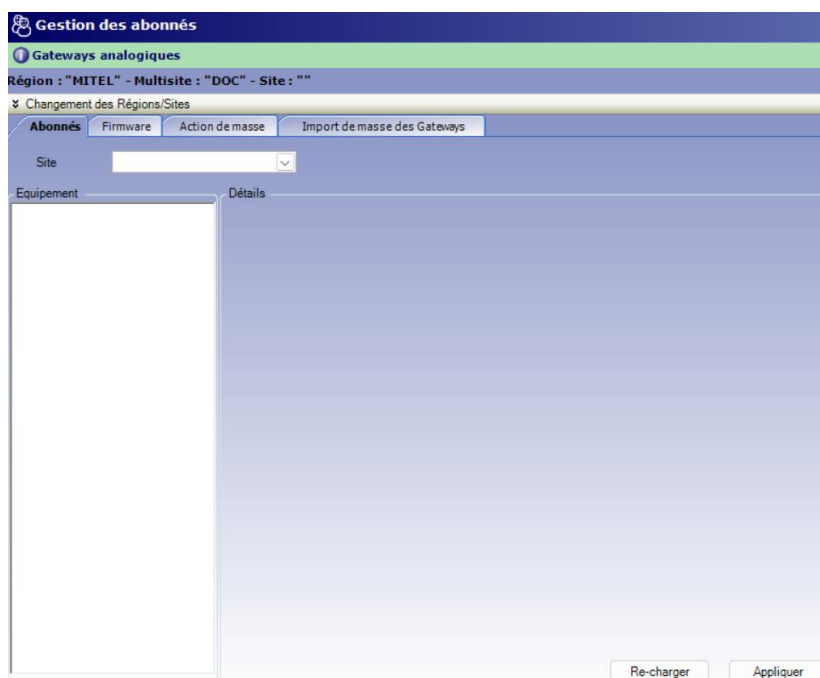 Gestion des abonnés
Gateways analogiques
Région : "MITEL" - Multisite : "DOC" - Site : ""
Changement des Régions/Sites
Abonnés Firmware Action de masse Import de masse des Gateways
Site
Equipement Détails
Re-charger Appliquer